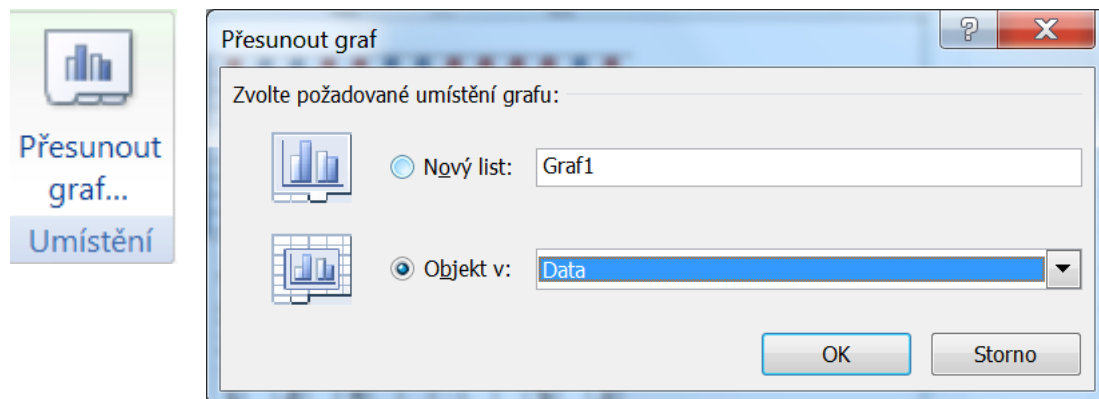 Přesunout
graf...
Umístění
Přesunout graf
Zvolte požadované umístění grafu:
Nový list: Graf1
Objekt v: Data
OK Storno